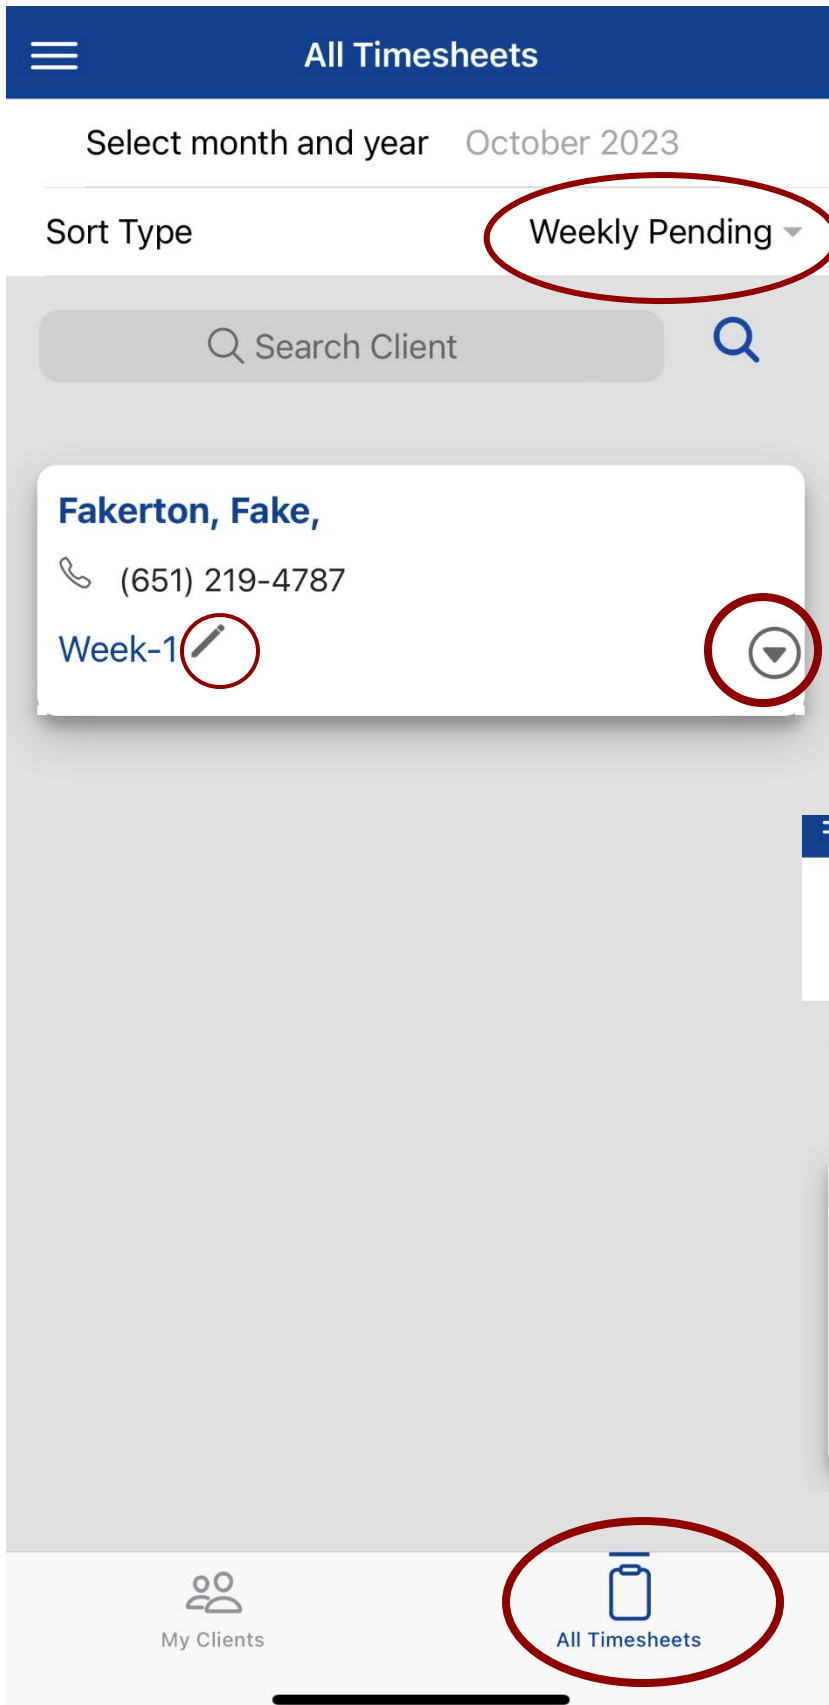 All Timesheets
Select month and year October 2023
Sort Type Weekly Pending
Search Client
Fakerton, Fake,
(651) 219-4787
Week-1
My Clients
All Timesheets